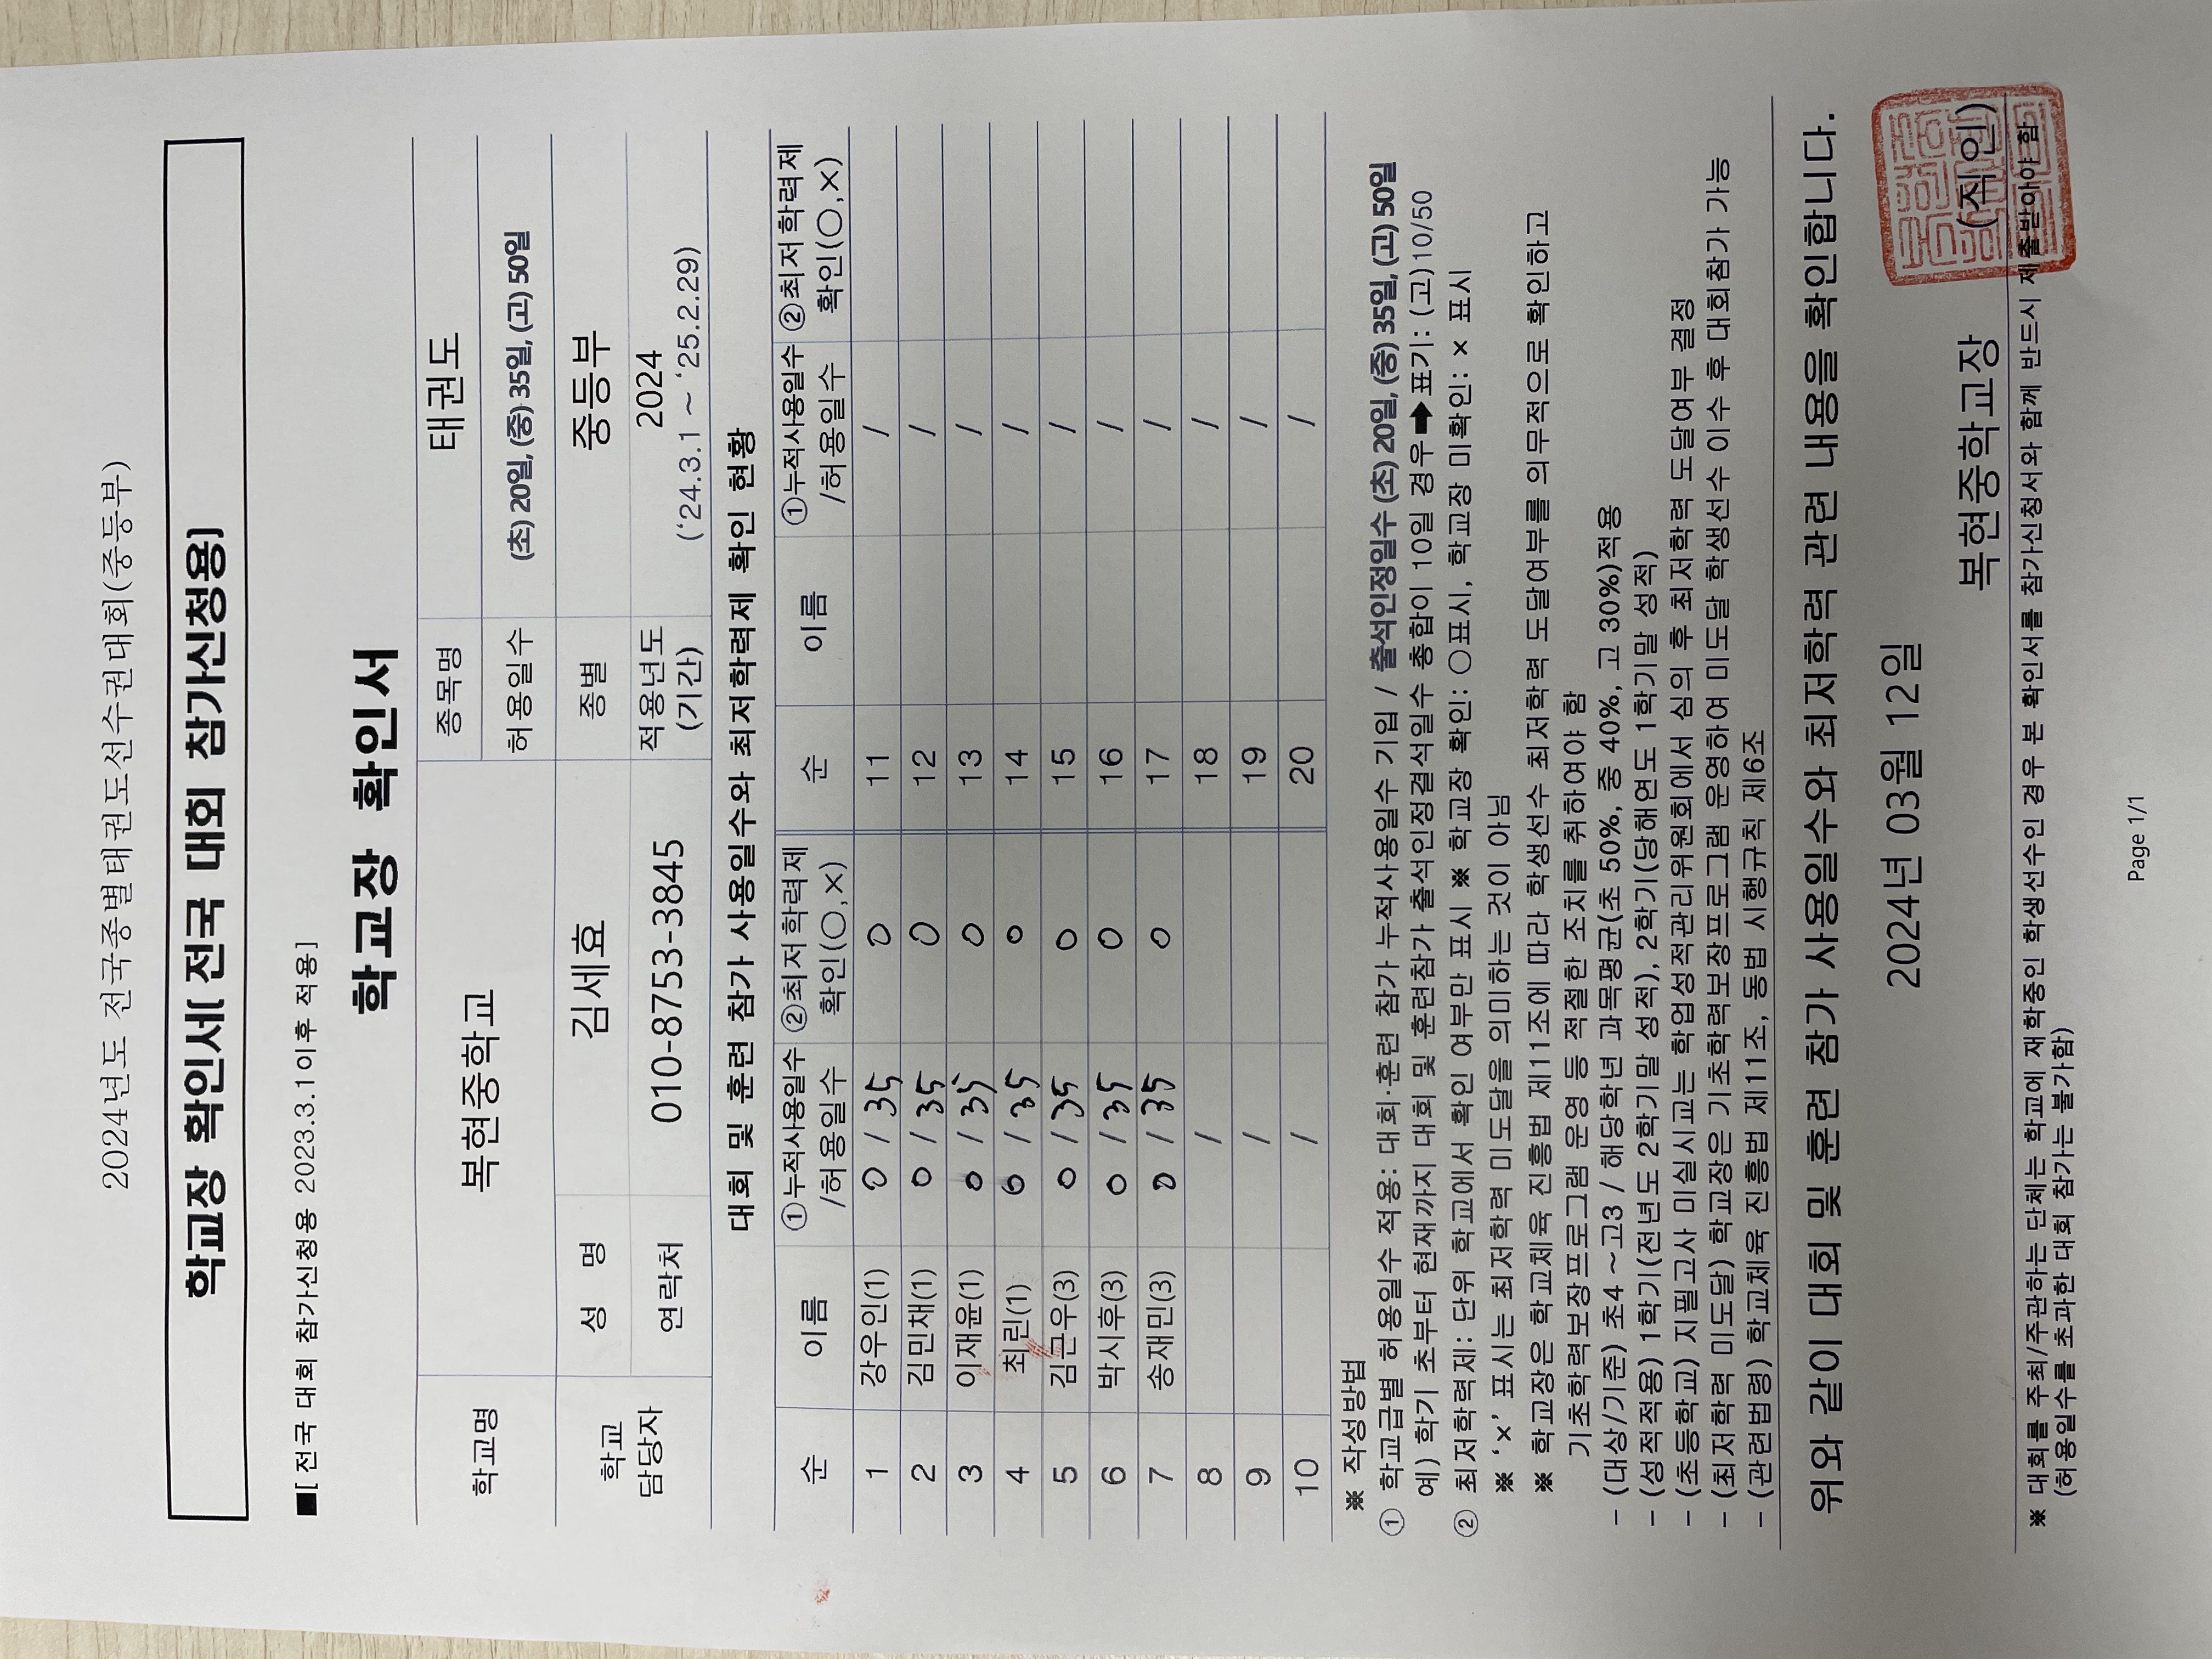 2024년도 전국종별태권도선수권대회(중등부)
학교장 확인서[ 전국 대회 참가신청용]
■[ 전국 대회 참가신청용 2023.3.1이후 적용]
학교장 확인서
학교명 복현중학교 종목명 태권도
허용일수 (초) 20일, (중) 35일, (고) 50일
학교 담당자 성 명 김세효 종별 중등부
연락처 010-8753-3845 적용년도 (기간) 2024 (‘24.3.1 ~ ‘25.2.29)
대회 및 훈련 참가 사용일수와 최저학력제 확인 현황
순 이름 ①누적사용일수 /허용일수 ②최저학력제 확인(○,×) 순 이름 ①누적사용일수 /허용일수 ②최저학력제 확인(○,×)
1 강우인(1) 0 / 35 ○ 11 /
2 김민채(1) 0 / 35 ○ 12 /
3 이재윤(1) 0 / 35 ○ 13 /
4 최린(1) 0 / 35 ○ 14 /
5 김근우(3) 0 / 35 ○ 15 /
6 박시후(3) 0 / 35 ○ 16 /
7 송재민(3) 0 / 35 ○ 17 /
8 / 18 /
9 / 19 /
10 / 20 /
※ 작성방법
① 학교급별 허용일수 적용: 대회·훈련 참가 누적사용일수 기입 / 출석인정일수 (초) 20일, (중) 35일, (고) 50일
예) 학기 초부터 현재까지 대회 및 훈련참가 출석인정결석일수 총합이 10일 경우 ➡ 표기: (고)10/50
② 최저학력제: 단위 학교에서 확인 여부만 표시 ※ 학교장 확인: ○표시, 학교장 미확인: × 표시
※ ‘×’ 표시는 최저학력 미도달을 의미하는 것이 아님
※ 학교장은 학교체육 진흥법 제11조에 따라 학생선수 최저학력 도달여부를 의무적으로 확인하고
기초학력보장프로그램 운영 등 적절한 조치를 취하여야 함
- (대상/기준) 초4 ~고3 / 해당학년 과목평균(초 50%, 중 40%, 고 30%)적용
- (성적적용) 1학기(전년도 2학기말 성적), 2학기(당해연도 1학기말 성적)
- (초등학교) 지필고사 미실시교는 학업성적관리위원회에서 심의 후 최저학력 도달여부 결정
- (최저학력 미도달) 학교장은 기초학력보장프로그램 운영하여 미도달 학생선수 이수 후 대회참가 가능
- (관련법령) 학교체육 진흥법 제11조, 동법 시행규칙 제6조
위와 같이 대회 및 훈련 참가 사용일수와 최저학력 관련 내용을 확인합니다.
2024년 03월 12일
복현중학교장 (직인)
※ 대회를 주최/주관하는 단체는 학교에 재학중인 학생선수인 경우 본 확인서를 참가신청서와 함께 반드시 제출받아야 함
(허용일수를 초과한 대회 참가는 불가함)
Page 1/1